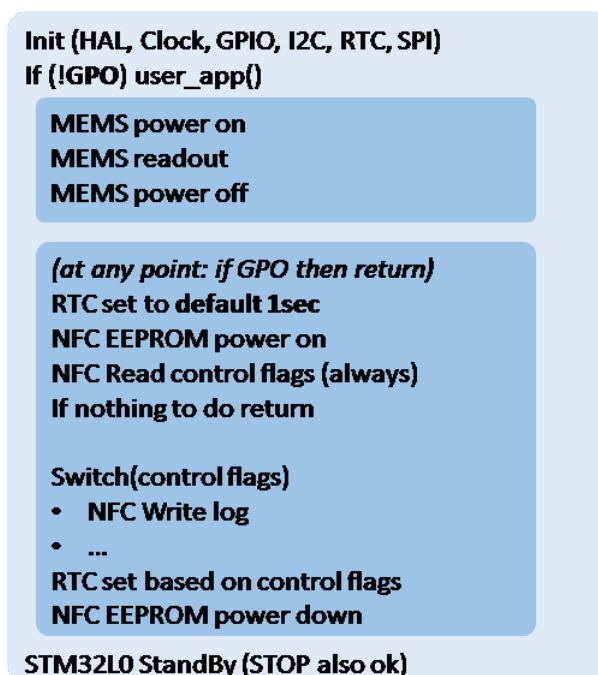 Init (HAL, Clock, GPIO, I2C, RTC, SPI)
If (!GPO) user_app()
MEMS power on
MEMS readout
MEMS power off
(at any point: if GPO then return)
RTC set to default 1sec
NFC EEPROM power on
NFC Read control flags (always)
If nothing to do return
Switch(control flags)
• NFC Write log
• ...
RTC set based on control flags
NFC EEPROM power down
STM32L0 StandBy (STOP also ok)